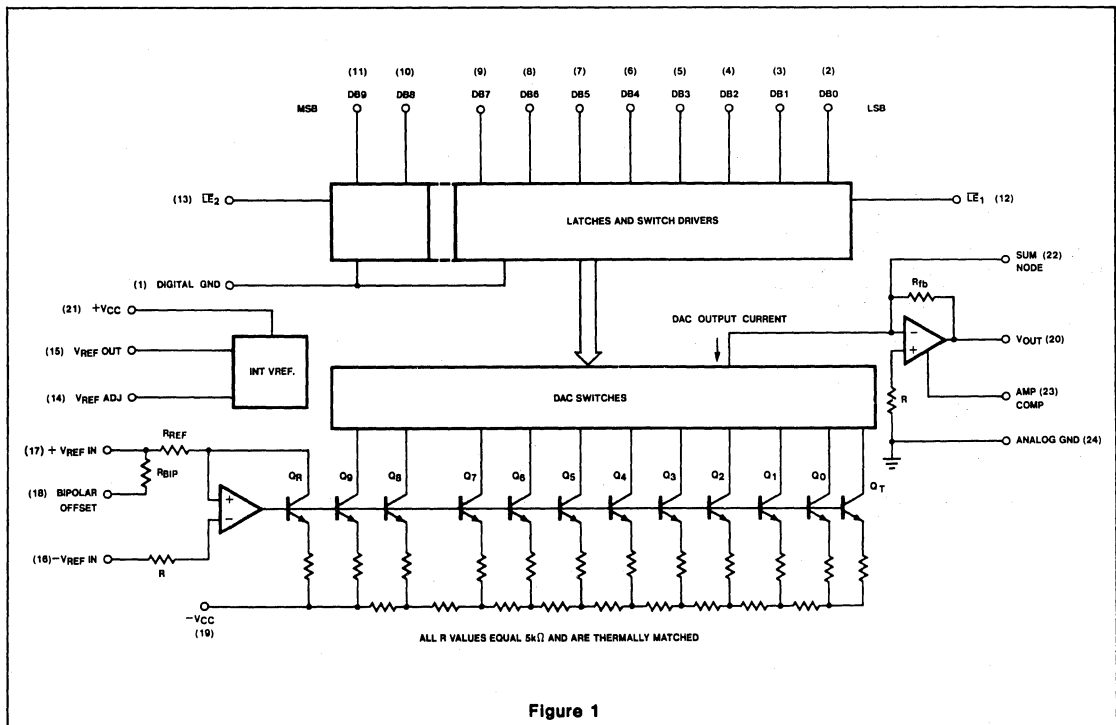 (11) (10) (9) (8) (7) (6) (5) (4) (3) (2)
MSB DB9 DB8 DB7 DB6 DB5 DB4 DB3 DB2 DB1 DB0 LSB
(13) LE2
LATCHES AND SWITCH DRIVERS
LE1 (12)
(1) DIGITAL GND
SUM (22)
NODE
Rfb
(21) +VCC
DAC OUTPUT CURRENT
−
+
VOUT (20)
(15) VREF OUT
INT VREF.
(14) VREF ADJ
DAC SWITCHES
R
AMP (23)
COMP
ANALOG GND (24)
(17) + VREF IN
RREF
RBIP
(18) BIPOLAR
OFFSET
QR Q9 Q8 Q7 Q6 Q5 Q4 Q3 Q2 Q1 Q0 QT
+
−
(16)−VREF IN
R
−VCC
(19)
ALL R VALUES EQUAL 5kΩ AND ARE THERMALLY MATCHED
Figure 1